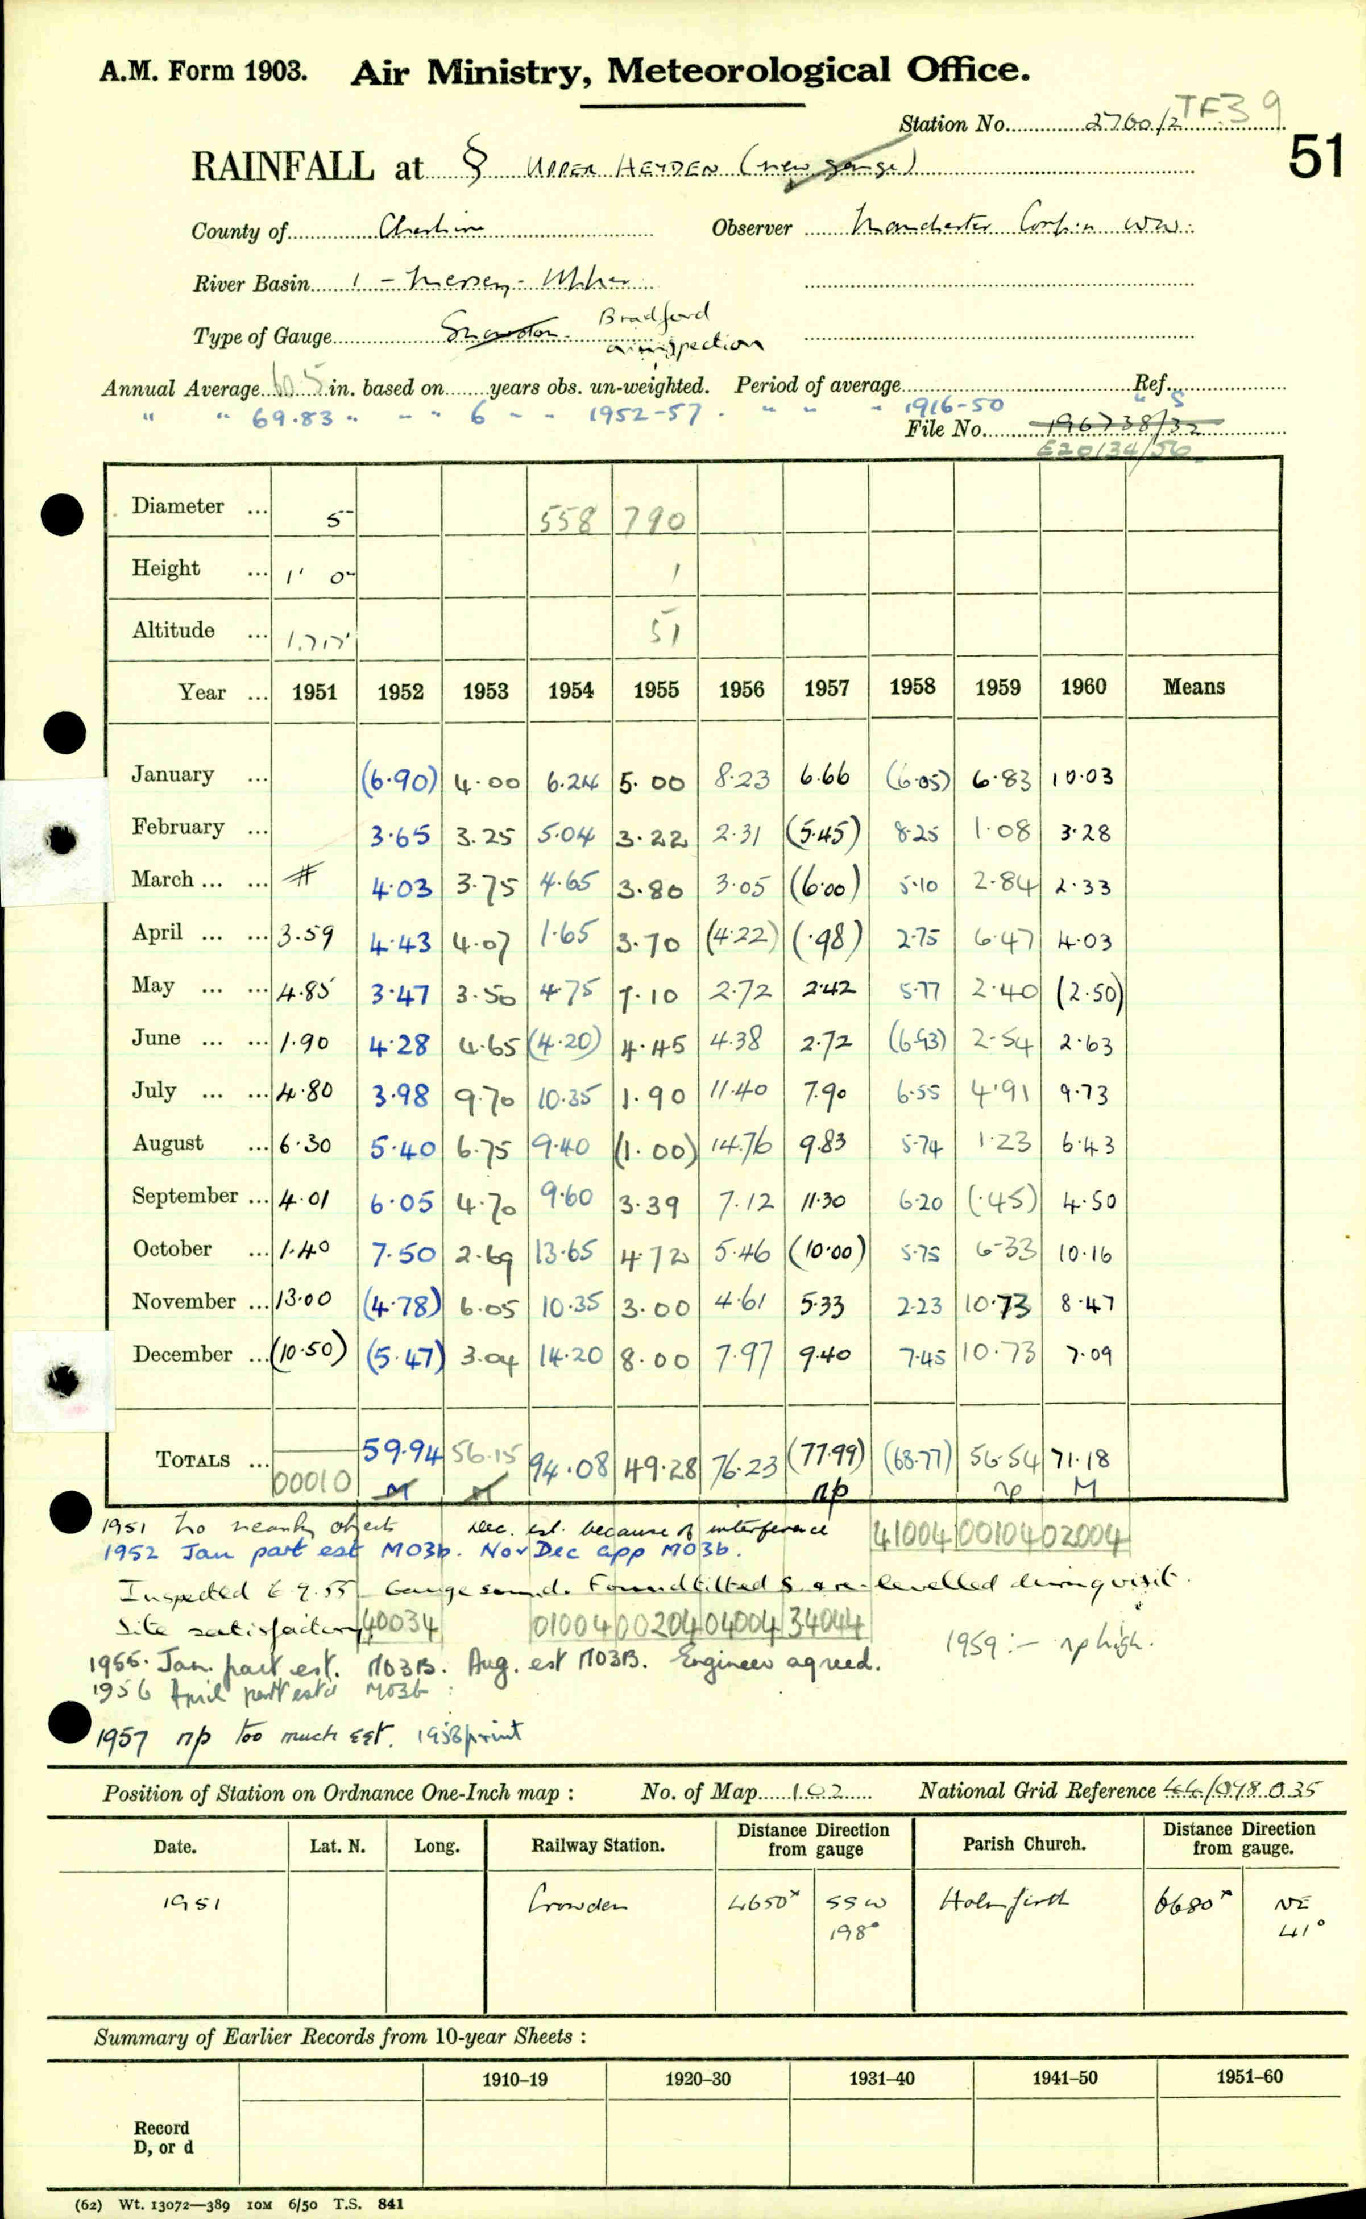 A.M. Form 1903. Air Ministry, Meteorological Office.
Station No. 2760/2 TF39
51
RAINFALL at § UPPER HEYDEN (new gauge)
County of Cheshire Observer Manchester Corp.n WW.
River Basin 1 - Mersey - Upper
Type of Gauge Snowdon. Bradford on inspection
Annual Average 60.5 in. based on years obs. un-weighted. Period of average Ref.
" " 69.83 " " " 6 " " 1952-57. " " " 1916-50 " S
File No. 196738/32
E20134/56
Diameter ... 5" 558 790
Height ... 1' 0" 1
Altitude ... 51
Year ... 1951 1952 1953 1954 1955 1956 1957 1958 1959 1960 Means
January ... (6.90) 4.00 6.24 5.00 8.23 6.66 (6.05) 6.83 10.03
February ... 3.65 3.25 5.04 3.22 2.31 (5.45) 8.25 1.08 3.28
March ... ... # 4.03 3.75 4.65 3.80 3.05 (6.00) 5.10 2.84 2.33
April ... ... 3.59 4.43 4.07 1.65 3.70 (4.22) (.98) 2.75 6.47 4.03
May ... ... 4.85 3.47 3.50 4.75 7.10 2.72 2.42 5.77 2.40 (2.50)
June ... ... 1.90 4.28 4.65 (4.20) 4.45 4.38 2.72 (6.93) 2.54 2.63
July ... ... 4.80 3.98 9.70 10.35 1.90 11.40 7.90 6.55 4.91 9.73
August ... 6.30 5.40 6.75 9.40 (1.00) 14.76 9.83 5.74 1.23 6.43
September ... 4.01 6.05 4.70 9.60 3.39 7.12 11.30 6.20 (.45) 4.50
October ... 1.40 7.50 2.69 13.65 4.72 5.46 (10.00) 5.75 6.33 10.16
November ... 13.00 (4.78) 6.05 10.35 3.00 4.61 5.33 2.23 10.73 8.47
December ... (10.50) (5.47) 3.04 14.20 8.00 7.97 9.40 7.45 10.73 7.09
TOTALS ... 59.94 56.15 94.08 49.28 76.23 (77.99) (68.77) 56.54 71.18
00010 M M np np M
1951 No nearby objects Dec. est. because of interference 41004 00104 02004
1952 Jan part est M03b. Nov Dec app M03b.
Inspected 6.9.55 Gauge sound. Found tilted S. & re-levelled during visit.
Site satisfactory. 40034 01004 00204 04004 34044
1959:- np high.
1955. Jan. part est. M03B. Aug. est M03B. Engineer agreed.
1956 April part est'd M03b.
1957 np too much est. 1958 print
Position of Station on Ordnance One-Inch map : No. of Map 102 National Grid Reference 44/098.035
Date. Lat. N. Long. Railway Station. Distance Direction from gauge Parish Church. Distance Direction from gauge.
1951 Crowden 4650x SSW Holmfirth 6680x NE
198° 41°
Summary of Earlier Records from 10-year Sheets :
1910–19 1920–30 1931–40 1941–50 1951–60
Record
D, or d
(62) Wt. 13072—389 10M 6/50 T.S. 841